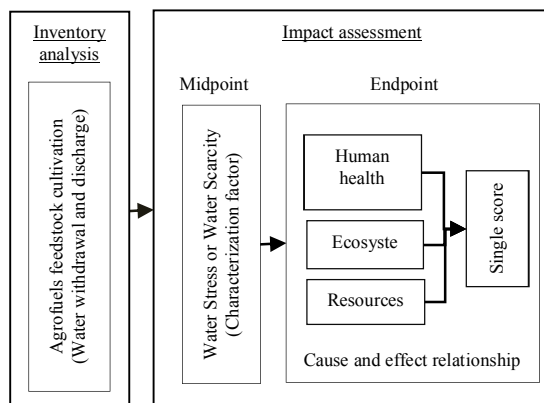 Inventory
analysis
Agrofuels feedstock cultivation
(Water withdrawal and discharge)
Impact assessment
Midpoint
Water Stress or Water Scarcity
(Characterization factor)
Endpoint
Human
health
Ecosyste
Resources
Single score
Cause and effect relationship